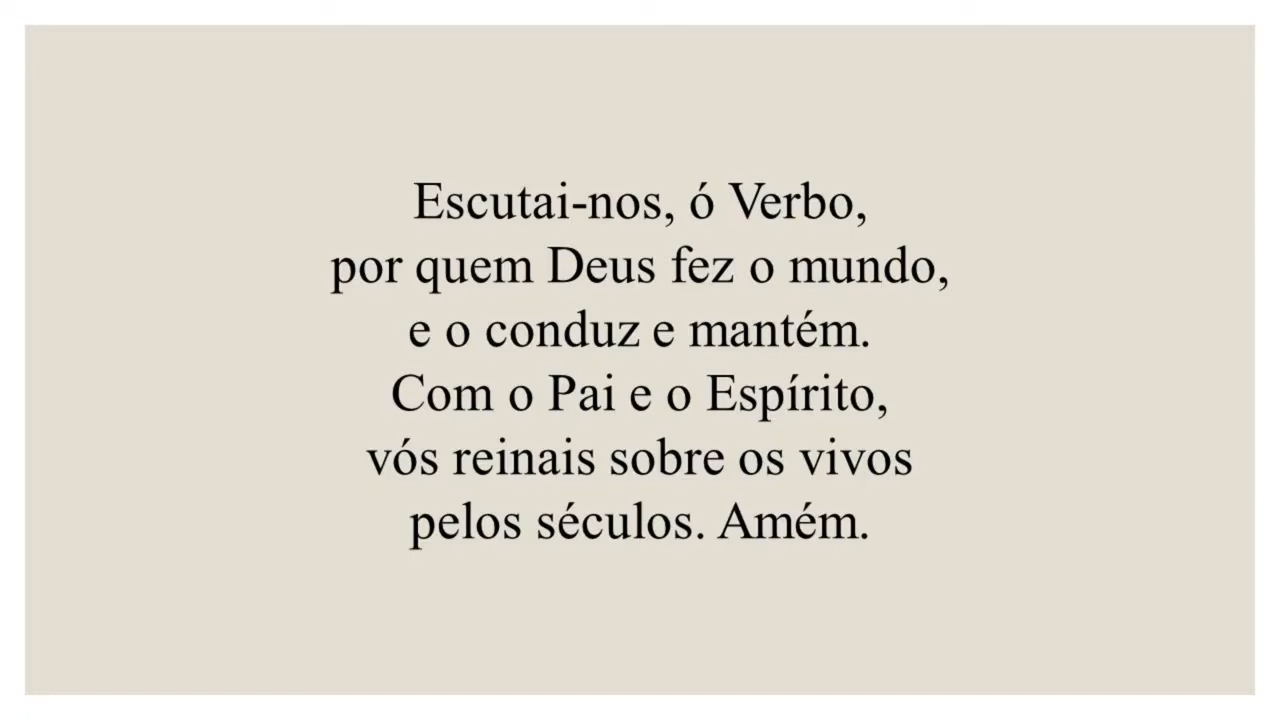 Escutai-nos, ó Verbo,
por quem Deus fez o mundo,
e o conduz e mantém.
Com o Pai e o Espírito,
vós reinais sobre os vivos
pelos séculos. Amém.